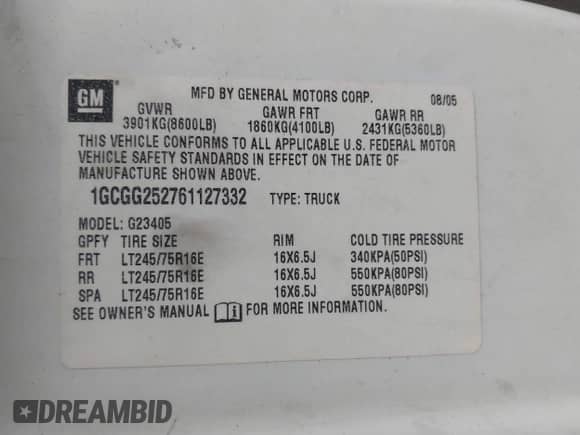 GM
MFD BY GENERAL MOTORS CORP. 08/05
GVWR GAWR FRT GAWR RR
3901KG(8600LB) 1860KG(4100LB) 2431KG(5360LB)
THIS VEHICLE CONFORMS TO ALL APPLICABLE U.S. FEDERAL MOTOR
VEHICLE SAFETY STANDARDS IN EFFECT ON THE DATE OF
MANUFACTURE SHOWN ABOVE.
1GCGG252761127332 TYPE: TRUCK
MODEL: G23405
GPFY TIRE SIZE RIM COLD TIRE PRESSURE
FRT LT245/75R16E 16X6.5J 340KPA(50PSI)
RR LT245/75R16E 16X6.5J 550KPA(80PSI)
SPA LT245/75R16E 16X6.5J 550KPA(80PSI)
SEE OWNER'S MANUAL FOR MORE INFORMATION.
DREAMBID